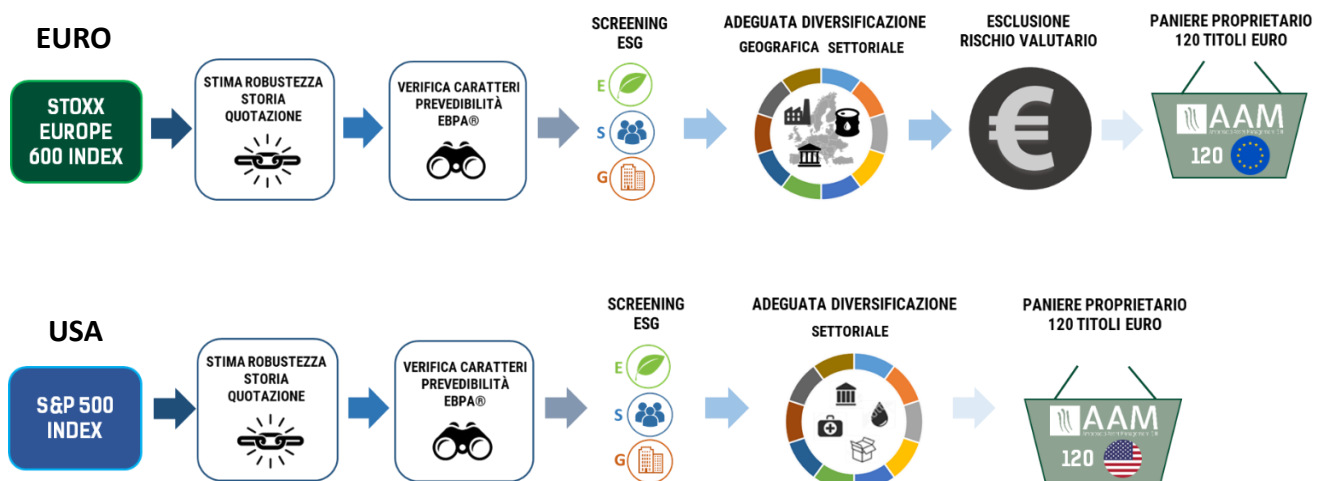 EURO
STOXX
EUROPE
600 INDEX
STIMA ROBUSTEZZA
STORIA
QUOTAZIONE
VERIFICA CARATTERI
PREVEDIBILITÀ
EBPA®
SCREENING
ESG
E
S
G
ADEGUATA DIVERSIFICAZIONE
GEOGRAFICA SETTORIALE
ESCLUSIONE
RISCHIO VALUTARIO
€
PANIERE PROPRIETARIO
120 TITOLI EURO
AAM
120
USA
S&P 500
INDEX
STIMA ROBUSTEZZA
STORIA
QUOTAZIONE
VERIFICA CARATTERI
PREVEDIBILITÀ
EBPA®
SCREENING
ESG
E
S
G
ADEGUATA DIVERSIFICAZIONE
SETTORIALE
PANIERE PROPRIETARIO
120 TITOLI EURO
AAM
120